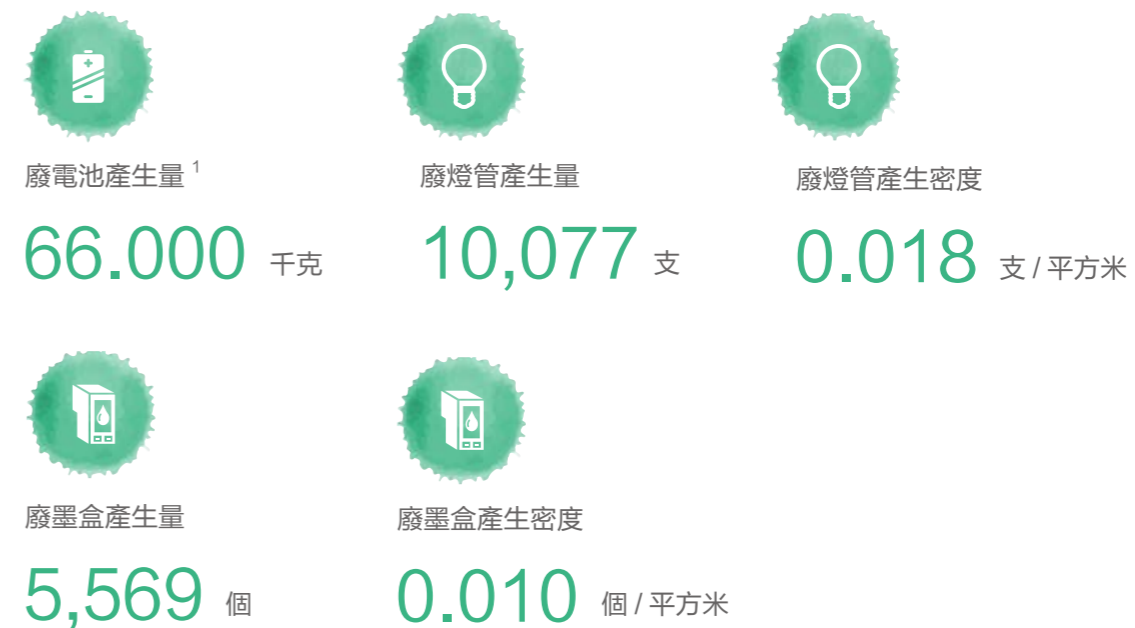 廢電池產生量 1
廢燈管產生量
廢燈管產生密度
66.000 千克
10,077 支
0.018 支 / 平方米
廢墨盒產生量
廢墨盒產生密度
5,569 個
0.010 個 / 平方米